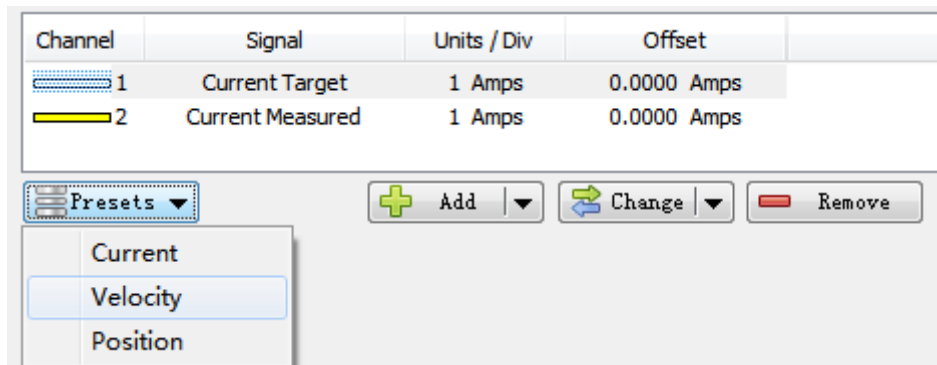 Channel Signal Units / Div Offset
1 Current Target 1 Amps 0.0000 Amps
2 Current Measured 1 Amps 0.0000 Amps
Presets Add Change Remove
Current
Velocity
Position